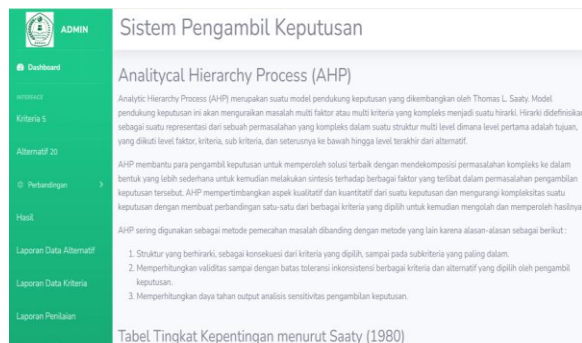 ADMIN
Dashboard
INTERFACE
Kriteria 5
Alternatif 20
Perbandingan
Hasil
Laporan Data Alternatif
Laporan Data Kriteria
Laporan Penilaian
Sistem Pengambil Keputusan
Analitycal Hierarchy Process (AHP)
Analytic Hierarchy Process (AHP) merupakan suatu model pendukung keputusan yang dikembangkan oleh Thomas L. Saaty. Model
pendukung keputusan ini akan menguraikan masalah multi faktor atau multi kriteria yang kompleks menjadi suatu hirarki. Hirarki didefinisikan
sebagai suatu representasi dari sebuah permasalahan yang kompleks dalam suatu struktur multi level dimana level pertama adalah tujuan,
yang diikuti level faktor, kriteria, sub kriteria, dan seterusnya ke bawah hingga level terakhir dari alternatif.
AHP membantu para pengambil keputusan untuk memperoleh solusi terbaik dengan mendekomposisi permasalahan kompleks ke dalam
bentuk yang lebih sederhana untuk kemudian melakukan sintesis terhadap berbagai faktor yang terlibat dalam permasalahan pengambilan
keputusan tersebut. AHP mempertimbangkan aspek kualitatif dan kuantitatif dari suatu keputusan dan mengurangi kompleksitas suatu
keputusan dengan membuat perbandingan satu-satu dari berbagai kriteria yang dipilih untuk kemudian mengolah dan memperoleh hasilnya
AHP sering digunakan sebagai metode pemecahan masalah dibanding dengan metode yang lain karena alasan-alasan sebagai berikut :
1. Struktur yang berhirarki, sebagai konsekuesi dari kriteria yang dipilih, sampai pada subkriteria yang paling dalam.
2. Memperhitungkan validitas sampai dengan batas toleransi inkonsistensi berbagai kriteria dan alternatif yang dipilih oleh pengambil
keputusan.
3. Memperhitungkan daya tahan output analisis sensitivitas pengambilan keputusan.
Tabel Tingkat Kepentingan menurut Saaty (1980)